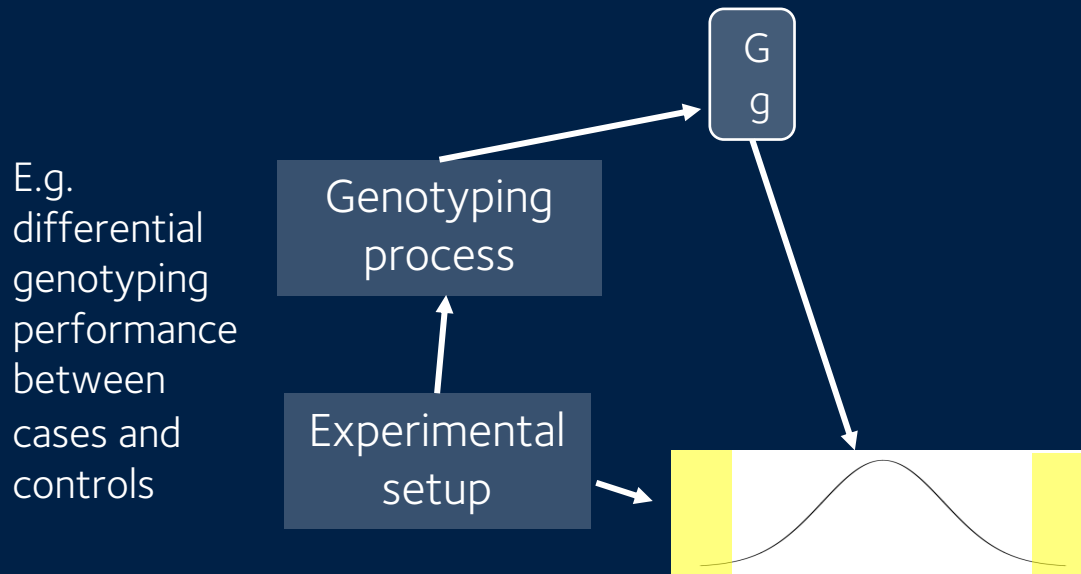 G
g
E.g.
differential
genotyping
performance
between
cases and
controls
Genotyping
process
Experimental
setup